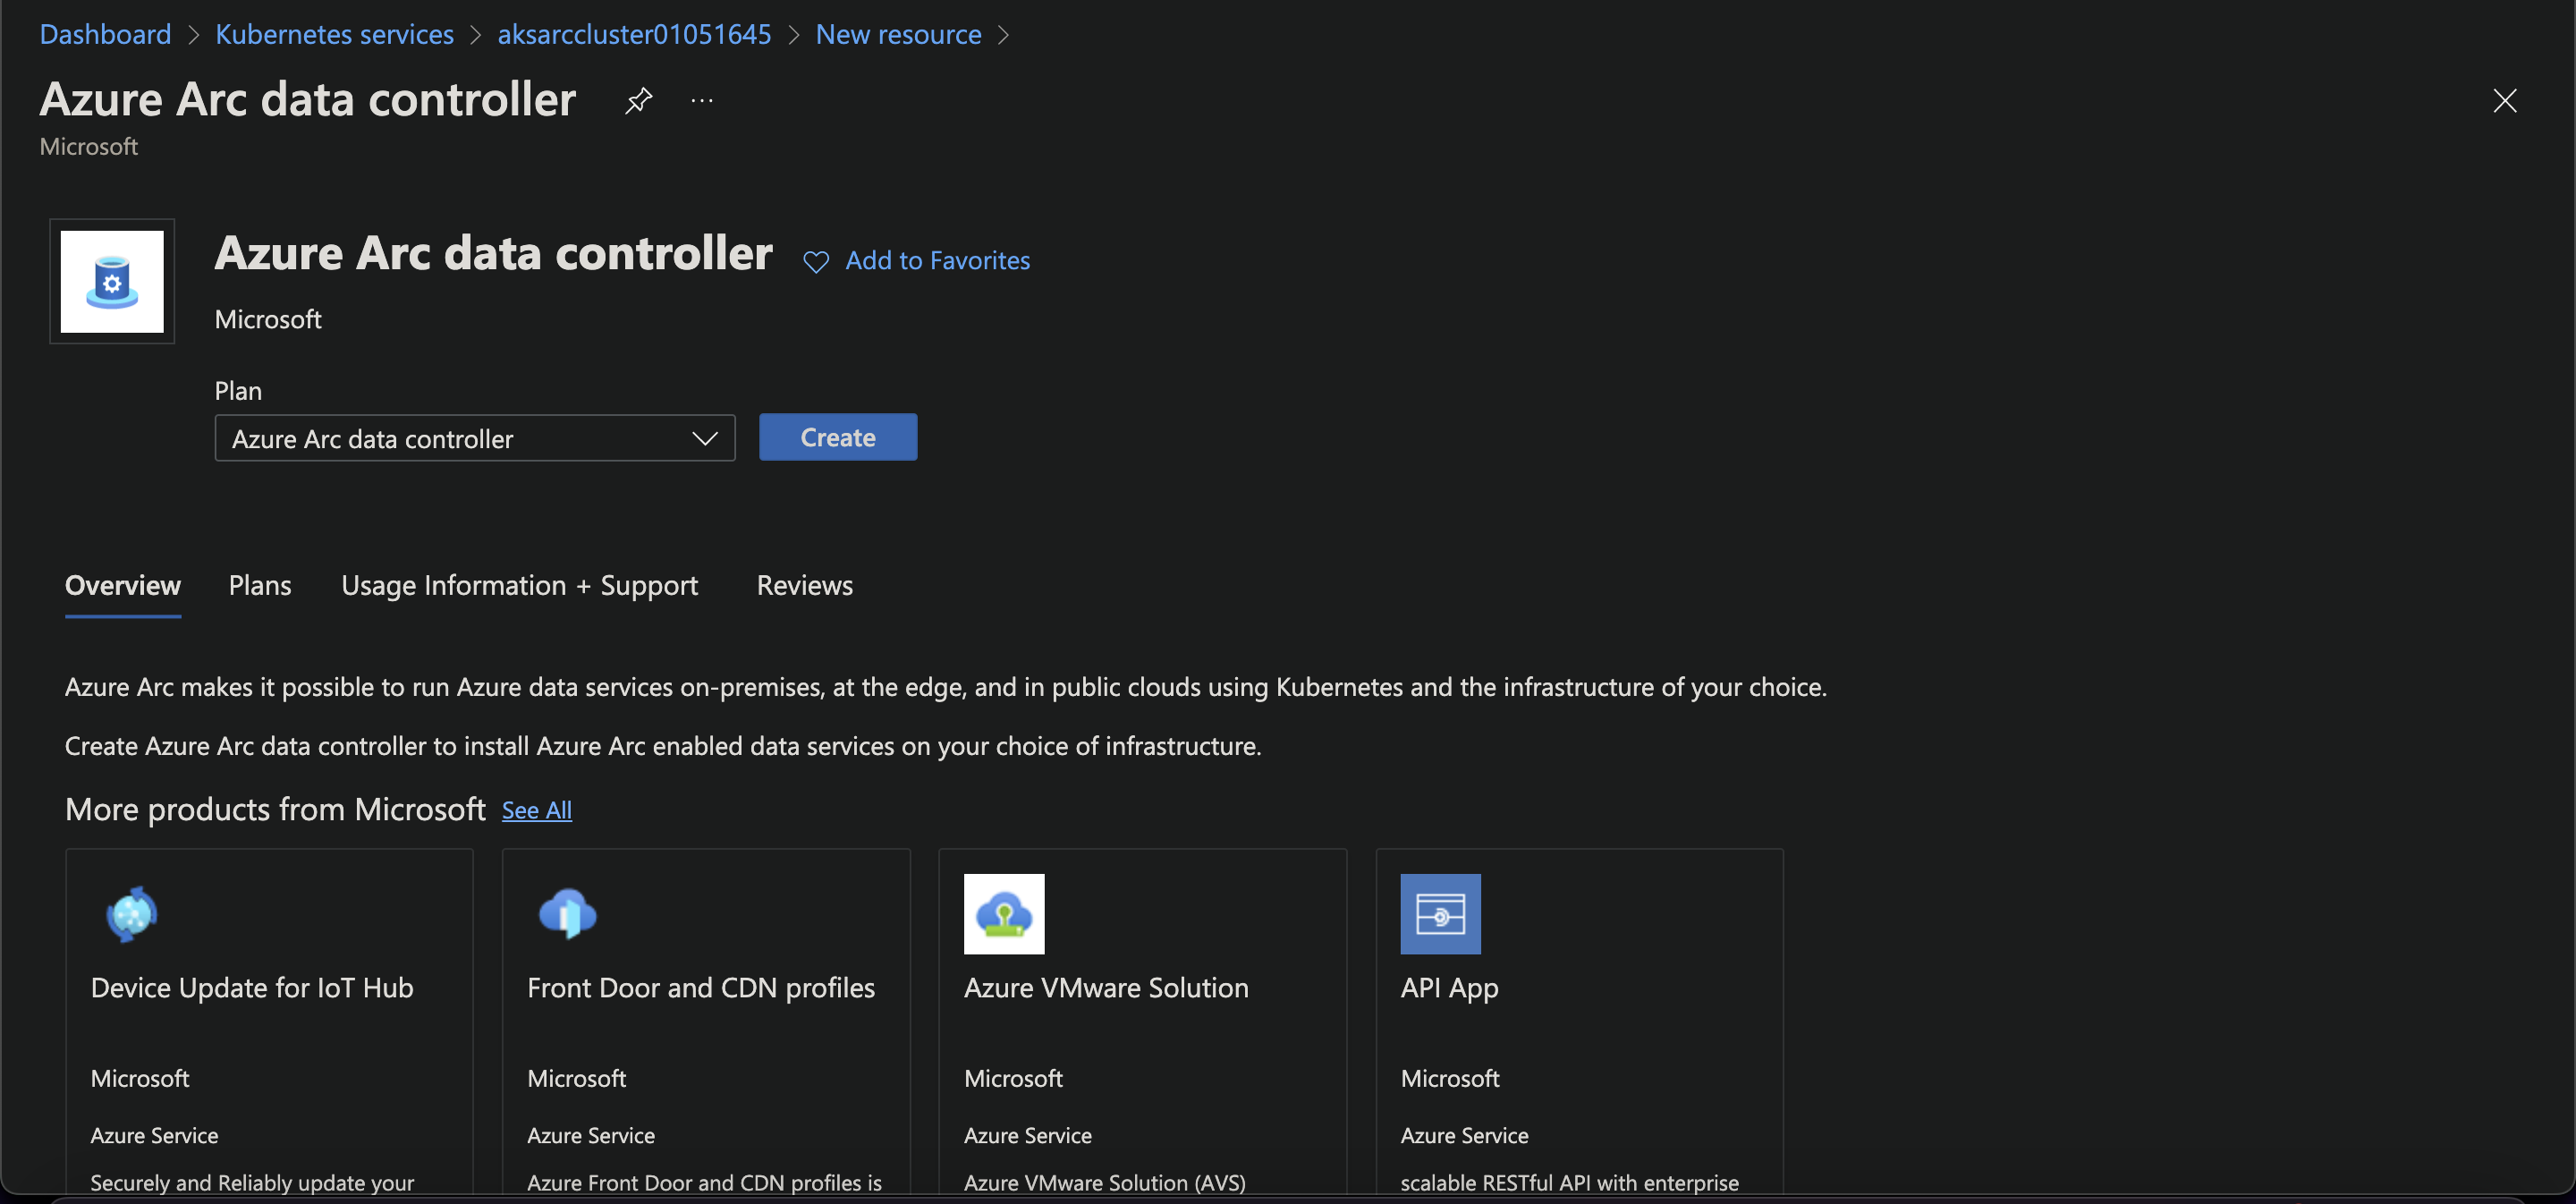 Dashboard > Kubernetes services > aksarccluster01051645 > New resource >
Azure Arc data controller ...
Microsoft
Azure Arc data controller Add to Favorites
Microsoft
Plan
Azure Arc data controller Create
Overview Plans Usage Information + Support Reviews
Azure Arc makes it possible to run Azure data services on-premises, at the edge, and in public clouds using Kubernetes and the infrastructure of your choice.
Create Azure Arc data controller to install Azure Arc enabled data services on your choice of infrastructure.
More products from Microsoft See All
Device Update for IoT Hub
Microsoft
Azure Service
Securely and Reliably update your
Front Door and CDN profiles
Microsoft
Azure Service
Azure Front Door and CDN profiles is
Azure VMware Solution
Microsoft
Azure Service
Azure VMware Solution (AVS)
API App
Microsoft
Azure Service
scalable RESTful API with enterprise